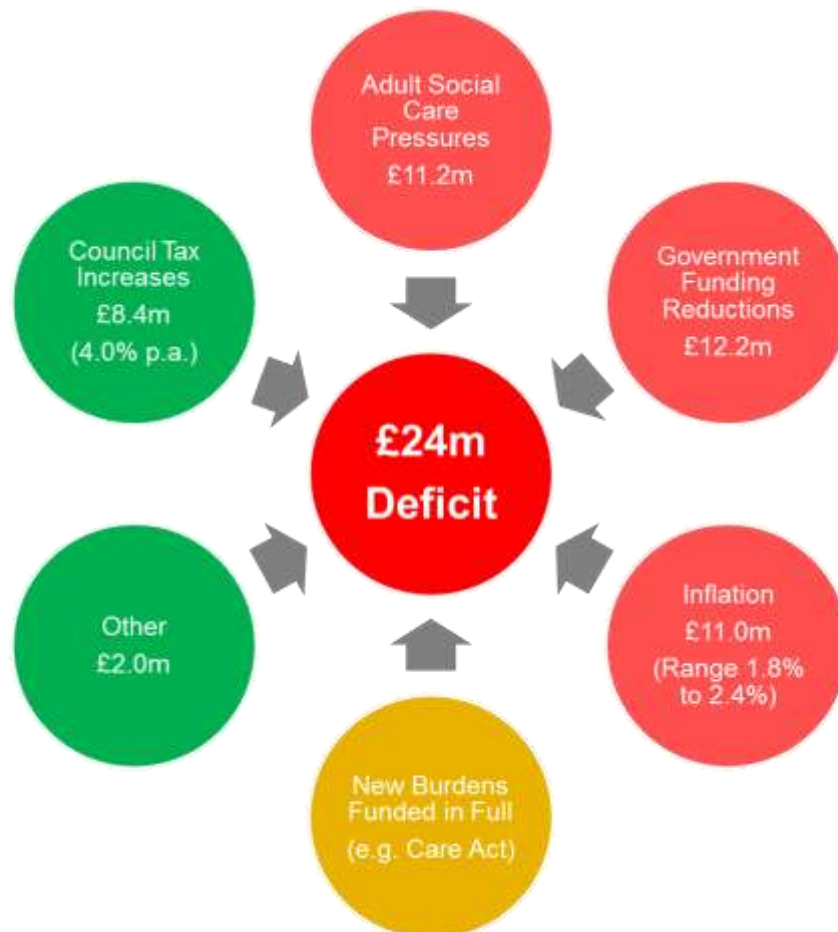 Adult Social
Care
Pressures
£11.2m
Government
Funding
Reductions
£12.2m
Inflation
£11.0m
(Range 1.8%
to 2.4%)
New Burdens
Funded in Full
(e.g. Care Act)
Other
£2.0m
Council Tax
Increases
£8.4m
(4.0% p.a.)
£24m
Deficit